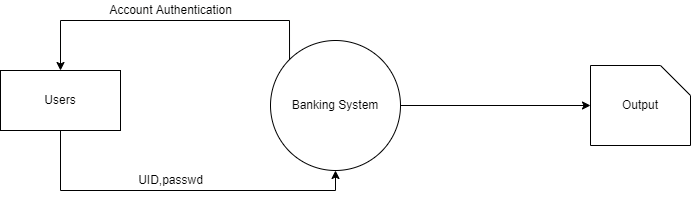 Account Authentication
Users
Banking System
Output
UID,passwd